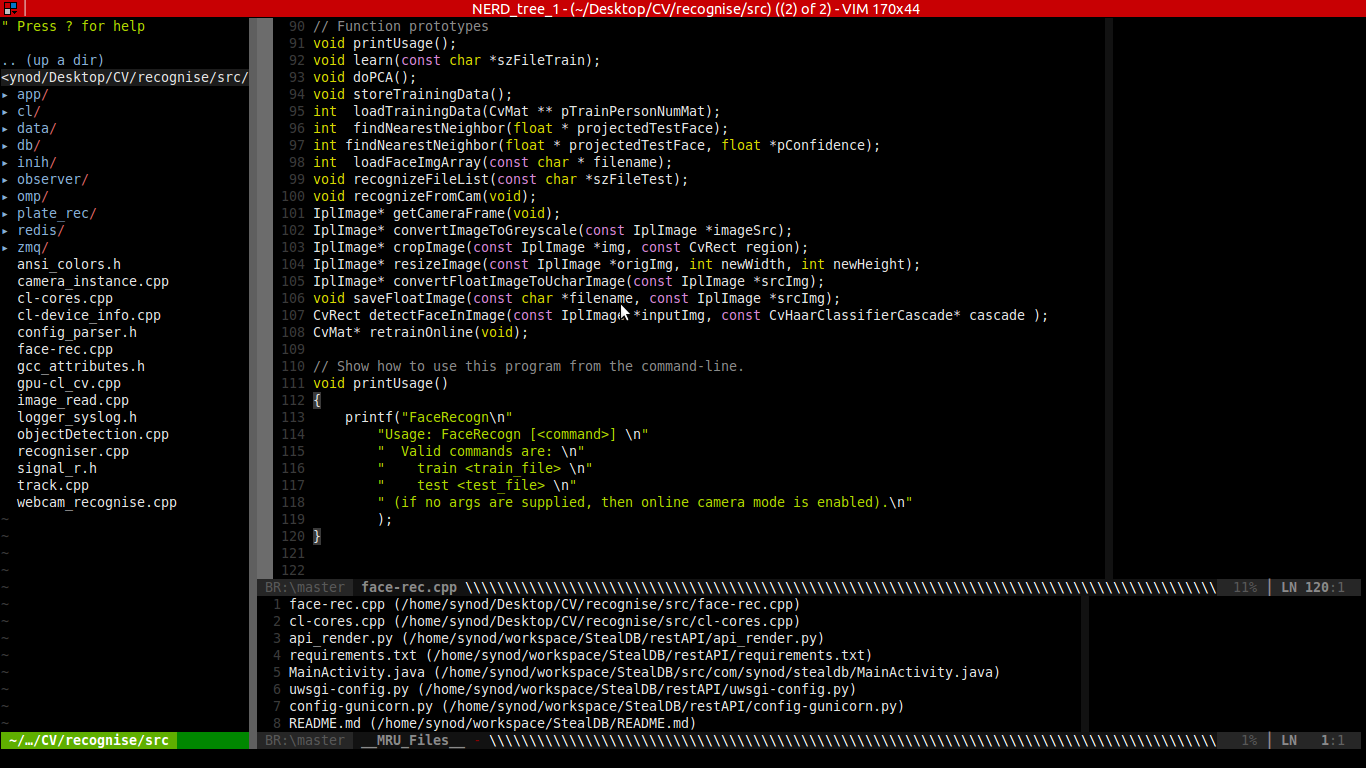 NERD_tree_1 - (~/Desktop/CV/recognise/src) ((2) of 2) - VIM 170x44
" Press ? for help
.. (up a dir)
<ynod/Desktop/CV/recognise/src/
▸ app/
▸ cl/
▸ data/
▸ db/
▸ inih/
▸ observer/
▸ omp/
▸ plate_rec/
▸ redis/
▸ zmq/
ansi_colors.h
camera_instance.cpp
cl-cores.cpp
cl-device_info.cpp
config_parser.h
face-rec.cpp
gcc_attributes.h
gpu-cl_cv.cpp
image_read.cpp
logger_syslog.h
objectDetection.cpp
recogniser.cpp
signal_r.h
track.cpp
webcam_recognise.cpp
~
~
~
~
~
~
~
~
~
~
~
~
~
~/…/CV/recognise/src
90 // Function prototypes
91 void printUsage();
92 void learn(const char *szFileTrain);
93 void doPCA();
94 void storeTrainingData();
95 int  loadTrainingData(CvMat ** pTrainPersonNumMat);
96 int  findNearestNeighbor(float * projectedTestFace);
97 int findNearestNeighbor(float * projectedTestFace, float *pConfidence);
98 int  loadFaceImgArray(const char * filename);
99 void recognizeFileList(const char *szFileTest);
100 void recognizeFromCam(void);
101 IplImage* getCameraFrame(void);
102 IplImage* convertImageToGreyscale(const IplImage *imageSrc);
103 IplImage* cropImage(const IplImage *img, const CvRect region);
104 IplImage* resizeImage(const IplImage *origImg, int newWidth, int newHeight);
105 IplImage* convertFloatImageToUcharImage(const IplImage *srcImg);
106 void saveFloatImage(const char *filename, const IplImage *srcImg);
107 CvRect detectFaceInImage(const IplImage *inputImg, const CvHaarClassifierCascade* cascade );
108 CvMat* retrainOnline(void);
109
110 // Show how to use this program from the command-line.
111 void printUsage()
112 {
113     printf("FaceRecogn\n"
114         "Usage: FaceRecogn [<command>] \n"
115         "  Valid commands are: \n"
116         "    train <train_file> \n"
117         "    test <test_file> \n"
118         " (if no args are supplied, then online camera mode is enabled).\n"
119         );
120 }
121
122
BR:\master face-rec.cpp \\\\\\\\\\\\\\\\\\\\\\\\\\\\\\\\\\\\\\\\\\\\\\\\\\\\\\\\\\\\\\\\\\\\\\\\\\\\\\\\\\\\\\\\\\\\\\ 11% │ LN 120:1
1 face-rec.cpp (/home/synod/Desktop/CV/recognise/src/face-rec.cpp)
2 cl-cores.cpp (/home/synod/Desktop/CV/recognise/src/cl-cores.cpp)
3 api_render.py (/home/synod/workspace/StealDB/restAPI/api_render.py)
4 requirements.txt (/home/synod/workspace/StealDB/restAPI/requirements.txt)
5 MainActivity.java (/home/synod/workspace/StealDB/src/com/synod/stealdb/MainActivity.java)
6 uwsgi-config.py (/home/synod/workspace/StealDB/restAPI/uwsgi-config.py)
7 config-gunicorn.py (/home/synod/workspace/StealDB/restAPI/config-gunicorn.py)
8 README.md (/home/synod/workspace/StealDB/README.md)
BR:\master __MRU_Files__ - \\\\\\\\\\\\\\\\\\\\\\\\\\\\\\\\\\\\\\\\\\\\\\\\\\\\\\\\\\\\\\\\\\\\\\\\\\\\\\\\\\\\\\\\\\\ 1% │ LN 1:1